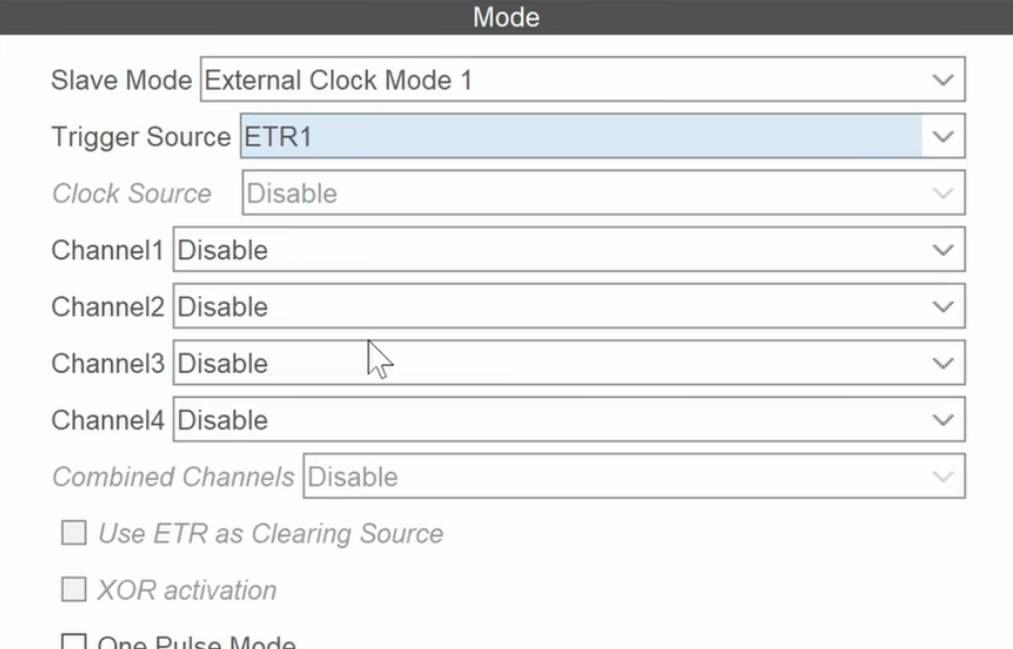 Mode
Slave Mode External Clock Mode 1
Trigger Source ETR1
Clock Source Disable
Channel1 Disable
Channel2 Disable
Channel3 Disable
Channel4 Disable
Combined Channels Disable
Use ETR as Clearing Source
XOR activation
One Pulse Mode